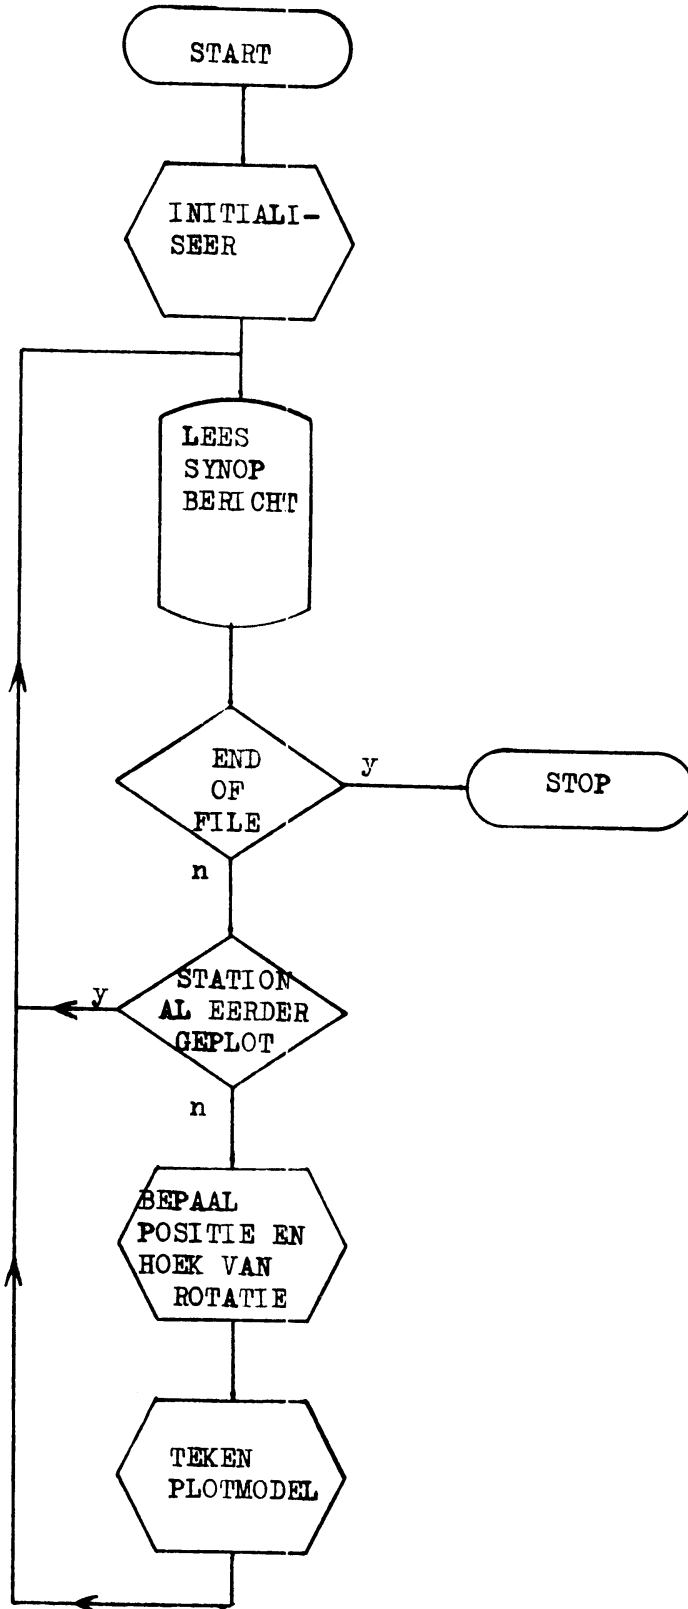 START
INITIALI-
SEER
LEES
SYNOP
BERICHT
END
OF
FILE
y
STOP
n
STATION
AL EERDER
GEPLOT
y
n
BEPAAL
POSITIE EN
HOEK VAN
ROTATIE
TEKEN
PLOTMODEL